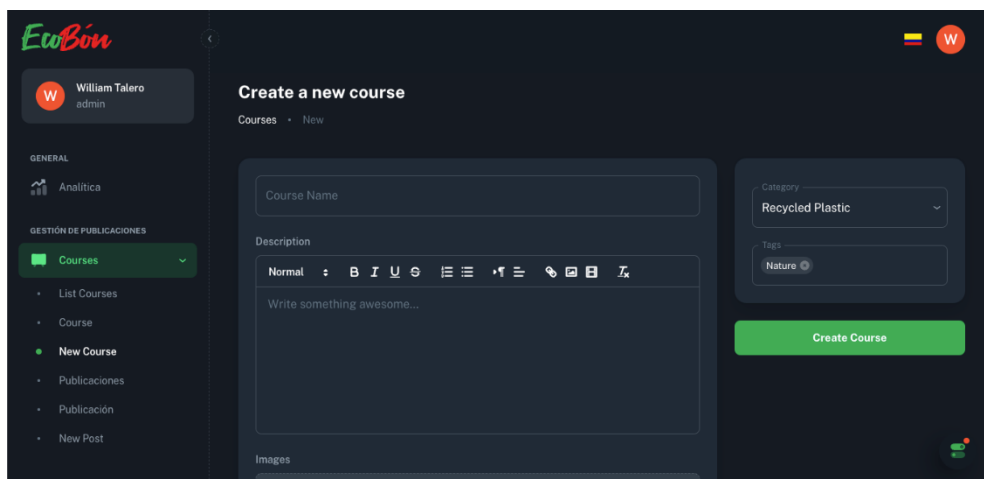 EcoBón
W
William Talero
W
admin
Create a new course
Courses • New
GENERAL
Analítica
GESTIÓN DE PUBLICACIONES
Courses
List Courses
Course
New Course
Publicaciones
Publicación
New Post
Course Name
Description
Normal B I U S
Write something awesome...
Images
Category
Recycled Plastic
Tags
Nature
Create Course